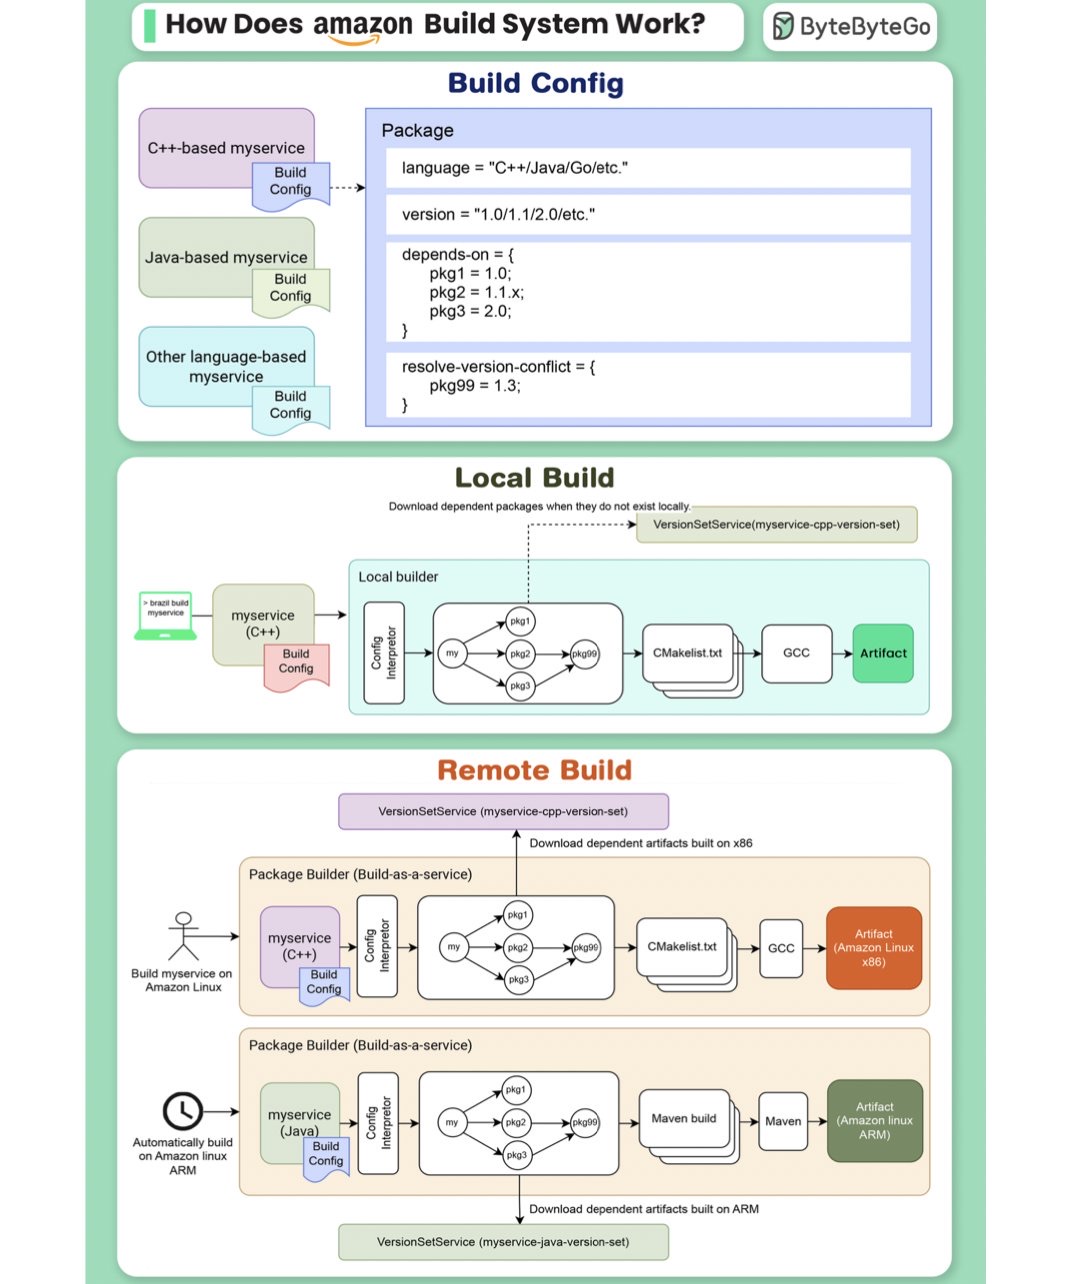 How Does amazon Build System Work?
ByteByteGo
Build Config
C++-based myservice
Build
Config
Java-based myservice
Build
Config
Other language-based
myservice
Build
Config
Package
language = "C++/Java/Go/etc."
version = "1.0/1.1/2.0/etc."
depends-on = {
pkg1 = 1.0;
pkg2 = 1.1.x;
pkg3 = 2.0;
}
resolve-version-conflict = {
pkg99 = 1.3;
}
Local Build
Download dependent packages when they do not exist locally.
VersionSetService(myservice-cpp-version-set)
> brazil build
myservice
myservice
(C++)
Build
Config
Local builder
Config
Interpretor
my
pkg1
pkg2
pkg3
pkg99
CMakelist.txt
GCC
Artifact
Remote Build
VersionSetService (myservice-cpp-version-set)
Download dependent artifacts built on x86
Build myservice on
Amazon Linux
Package Builder (Build-as-a-service)
myservice
(C++)
Build
Config
Config
Interpretor
my
pkg1
pkg2
pkg3
pkg99
CMakelist.txt
GCC
Artifact
(Amazon Linux
x86)
Automatically build
on Amazon linux
ARM
Package Builder (Build-as-a-service)
myservice
(Java)
Build
Config
Config
Interpretor
my
pkg1
pkg2
pkg3
pkg99
Maven build
Maven
Artifact
(Amazon linux
ARM)
Download dependent artifacts built on ARM
VersionSetService (myservice-java-version-set)